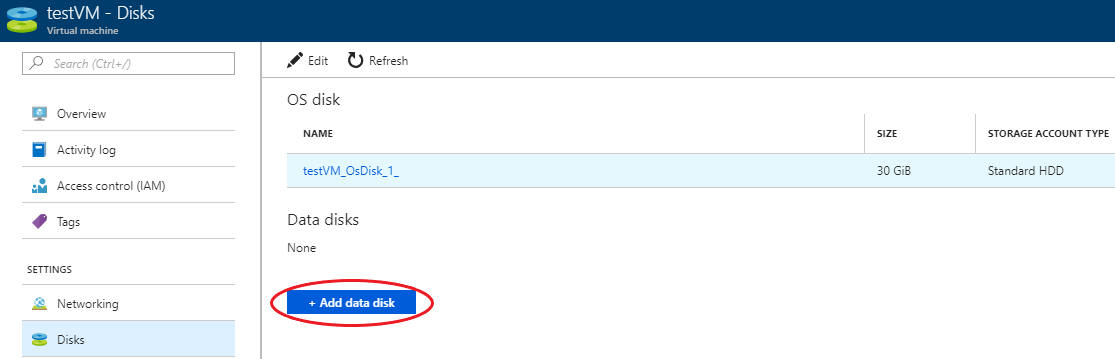 testVM - Disks
Virtual machine
Search (Ctrl+/)
Overview
Activity log
Access control (IAM)
Tags
SETTINGS
Networking
Disks
Edit Refresh
OS disk
NAME SIZE STORAGE ACCOUNT TYPE
testVM_OsDisk_1_ 30 GiB Standard HDD
Data disks
None
+ Add data disk